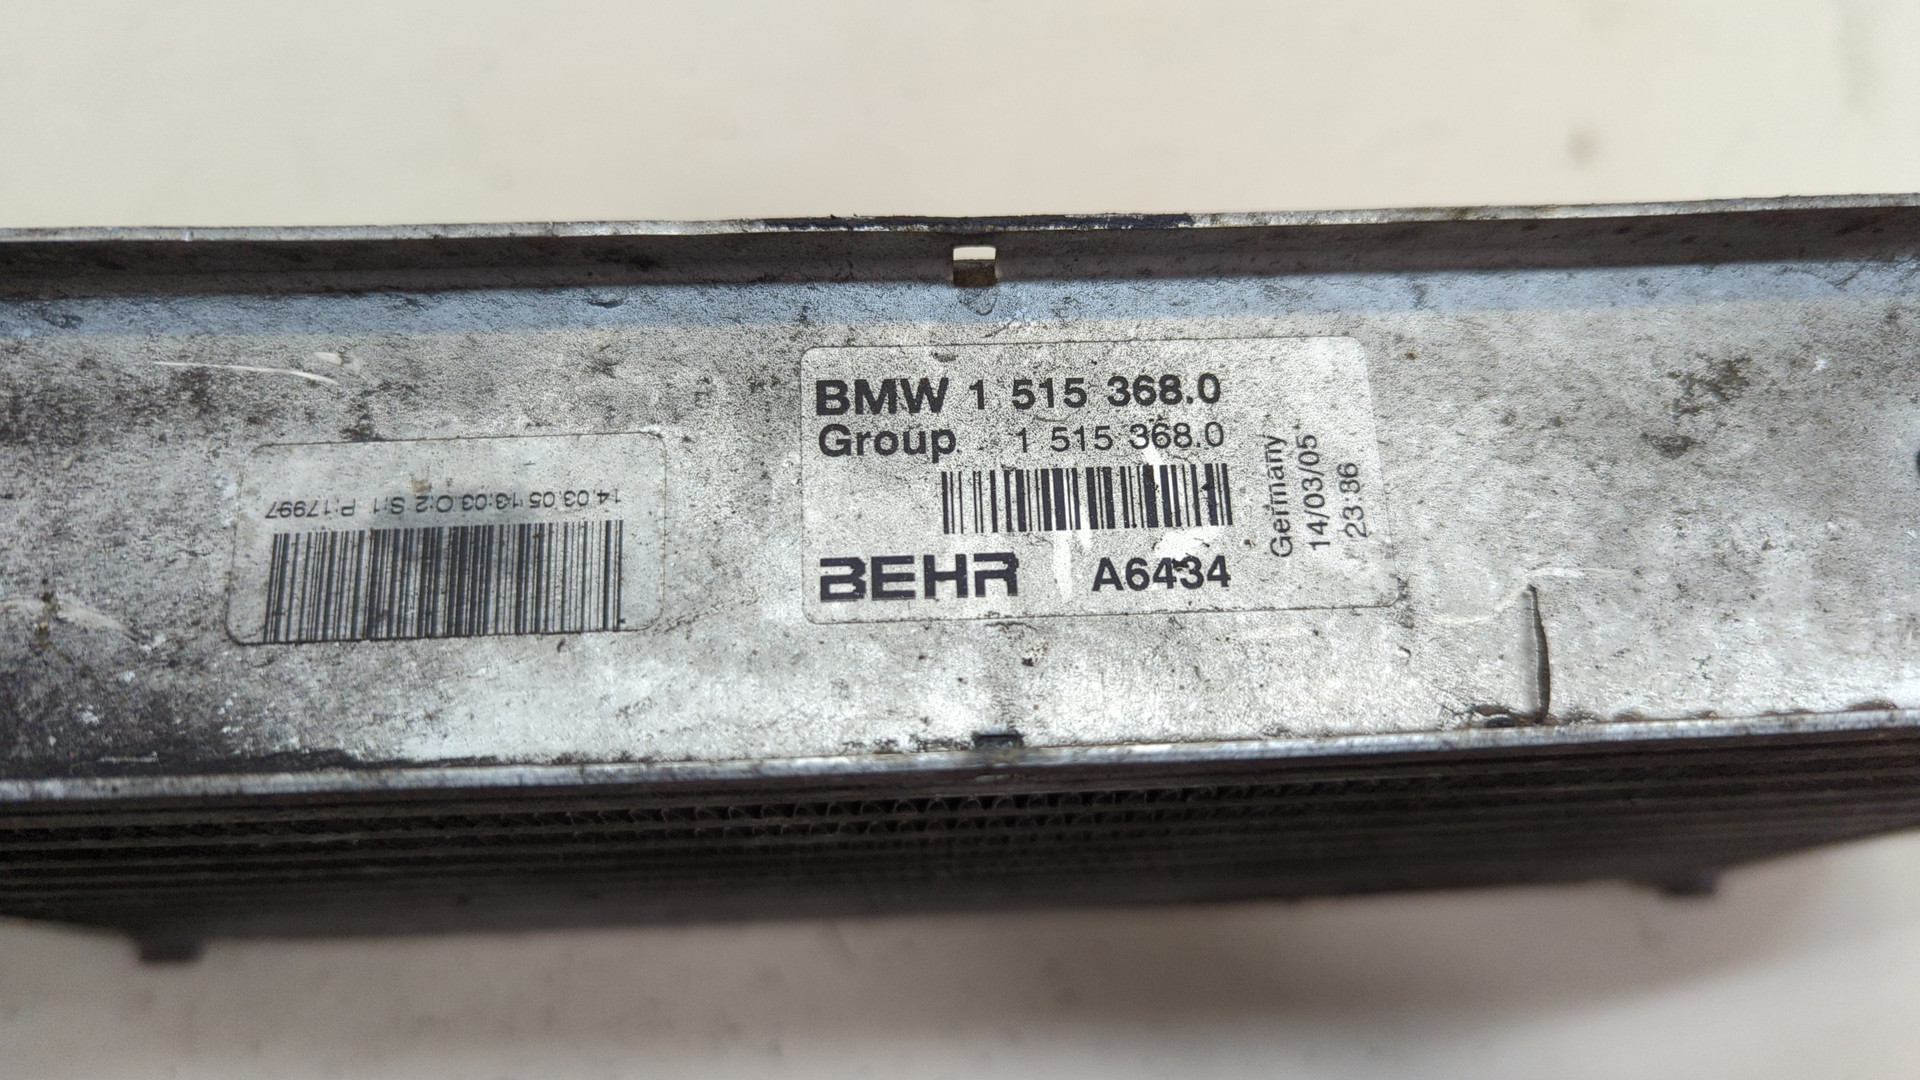 BMW 1 515 368.0
Group 1 515 368.0
BEHR A6434
Germany
14/03/05
23:86
14.03.05 13:03 O:2 S:1 P:17997